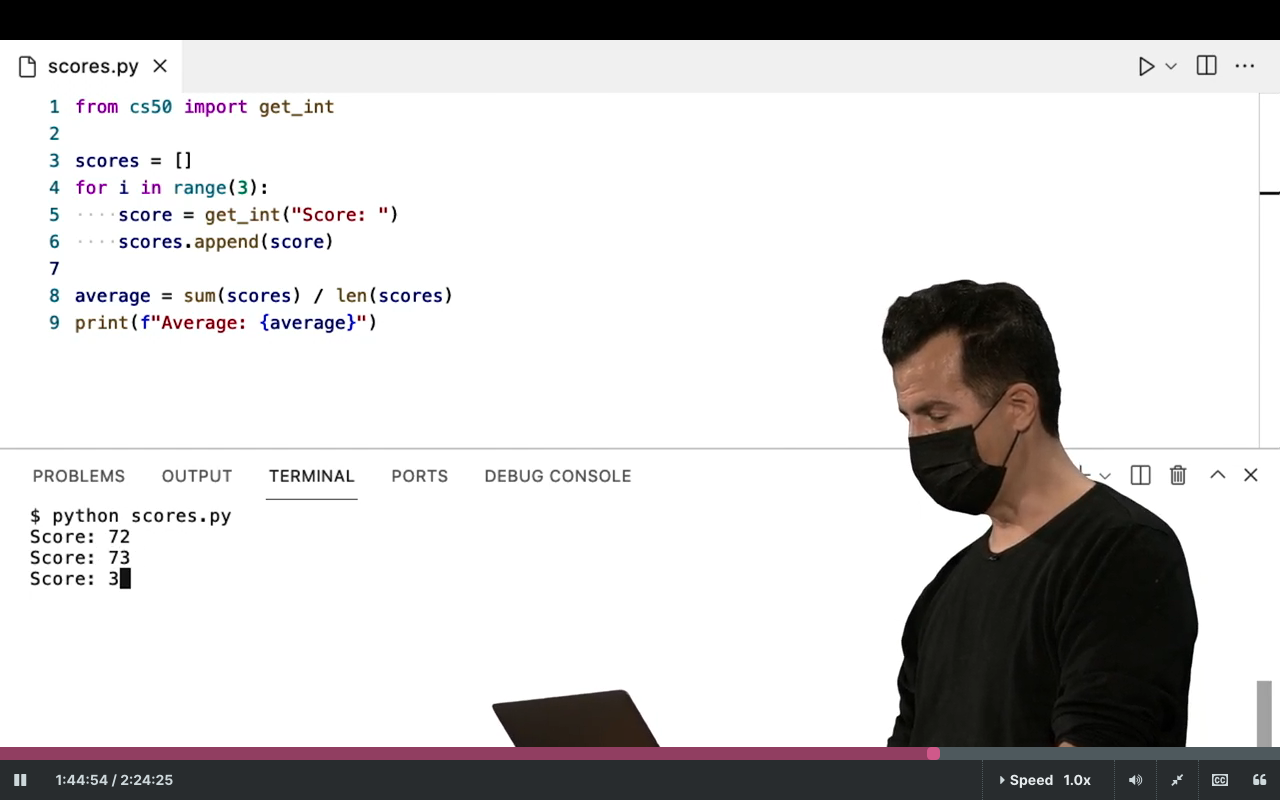 scores.py
1 from cs50 import get_int
2
3 scores = []
4 for i in range(3):
5 ····score = get_int("Score: ")
6 ····scores.append(score)
7
8 average = sum(scores) / len(scores)
9 print(f"Average: {average}")
PROBLEMS OUTPUT TERMINAL PORTS DEBUG CONSOLE
$ python scores.py
Score: 72
Score: 73
Score: 3
1:44:54 / 2:24:25 Speed 1.0x CC